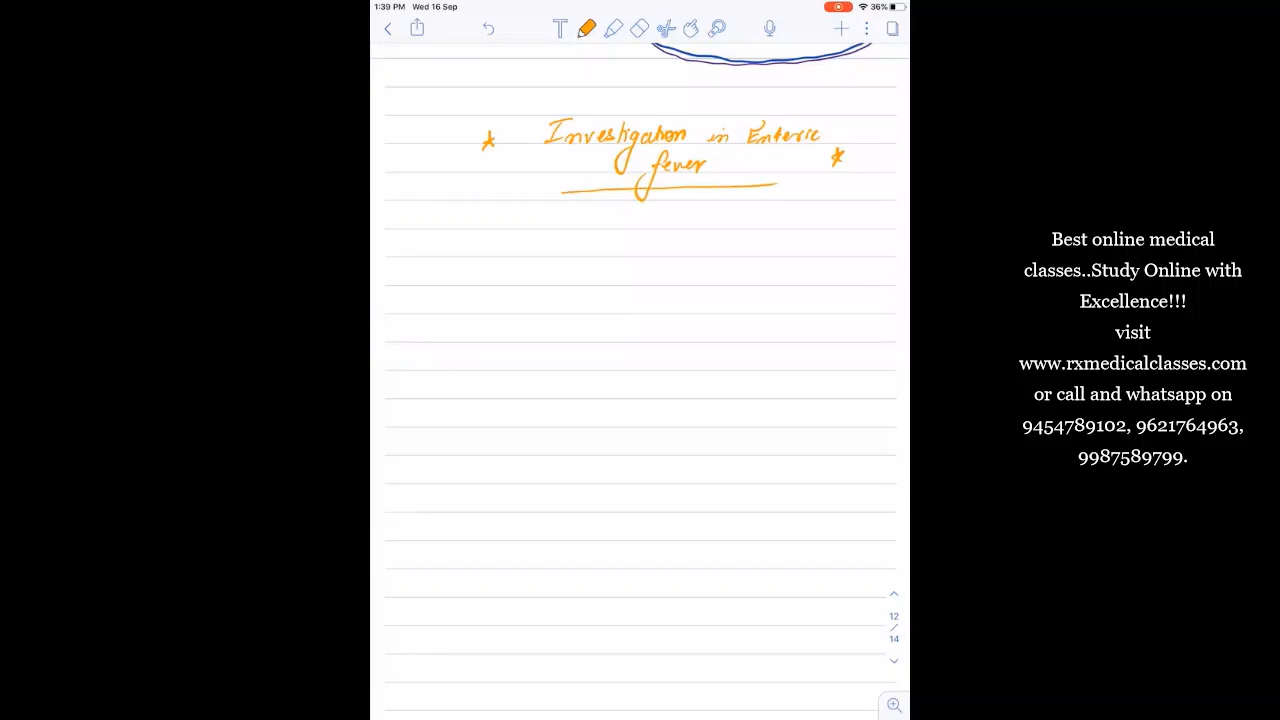 1:39 PM Wed 16 Sep
36%
T
* Investigation in Enteric
fever *
12
/
14
Best online medical
classes..Study Online with
Excellence!!!
visit
www.rxmedicalclasses.com
or call and whatsapp on
9454789102, 9621764963,
9987589799.